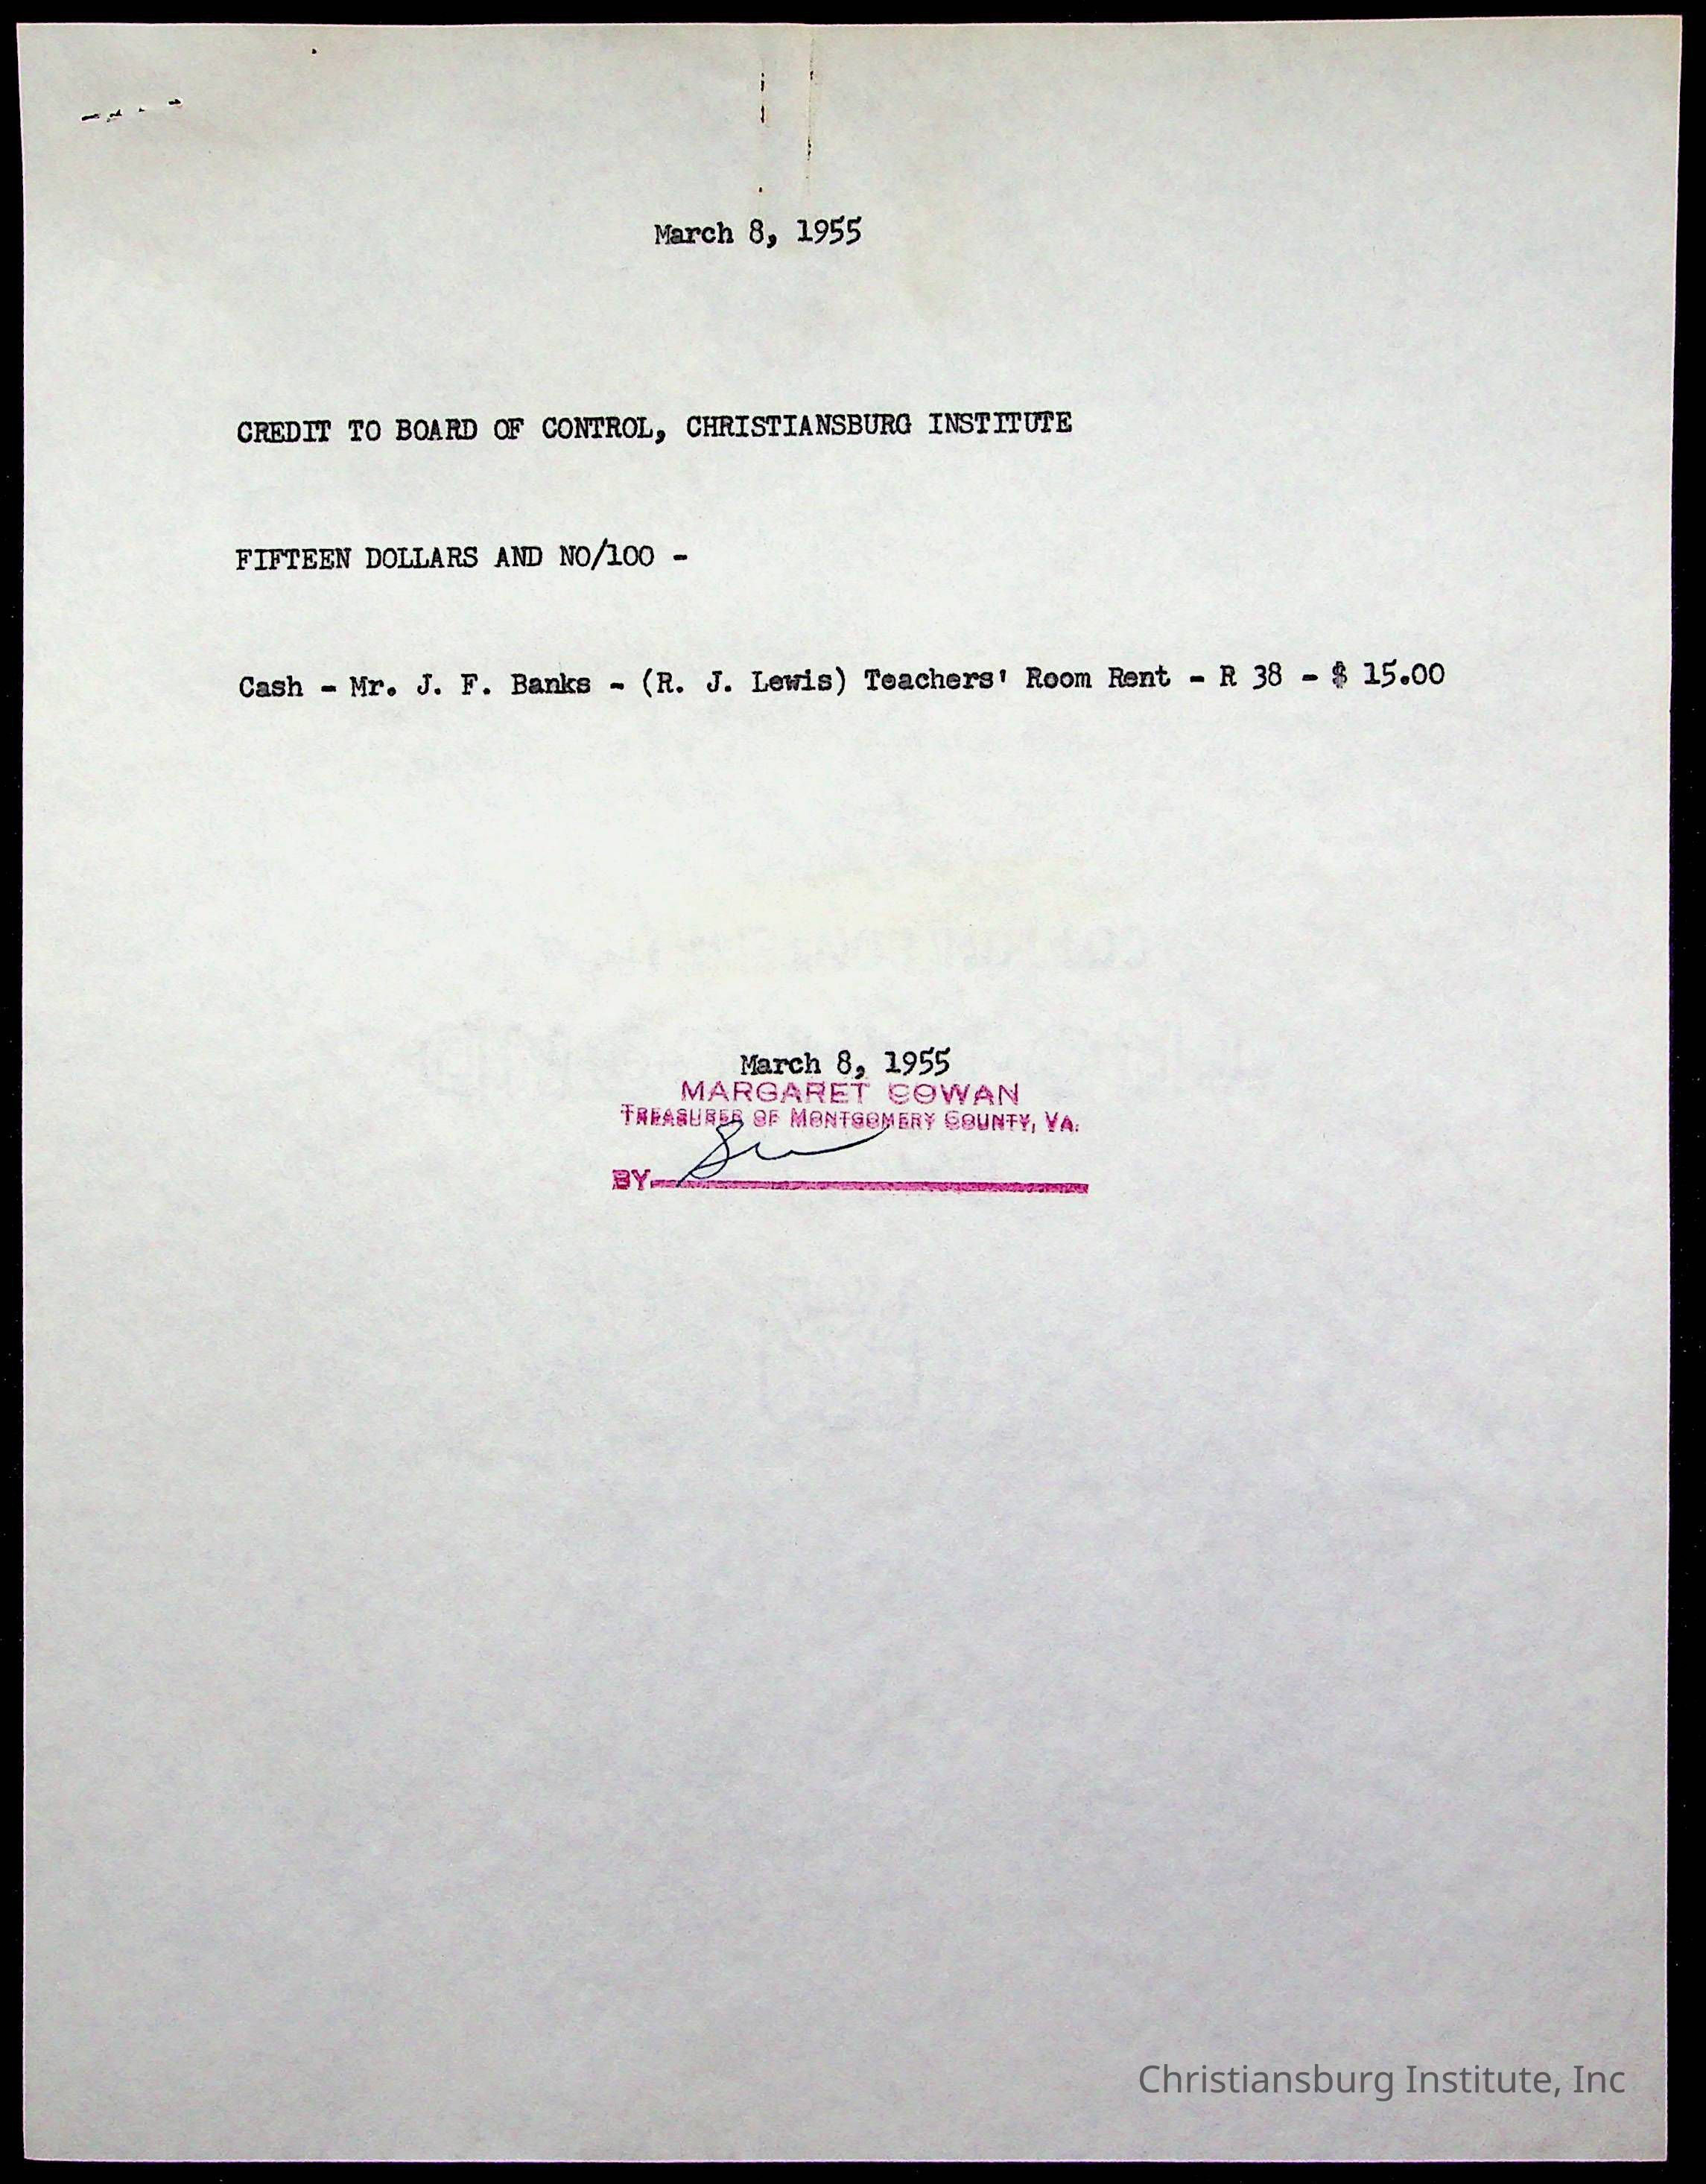 March 8, 1955
CREDIT TO BOARD OF CONTROL, CHRISTIANSBURG INSTITUTE
FIFTEEN DOLLARS AND NO/100 -
Cash - Mr. J. F. Banks - (R. J. Lewis) Teachers' Room Rent - R 38 - $ 15.00
March 8, 1955
MARGARET COWAN
TREASURER OF MONTGOMERY COUNTY, VA.
BY
Christiansburg Institute, Inc